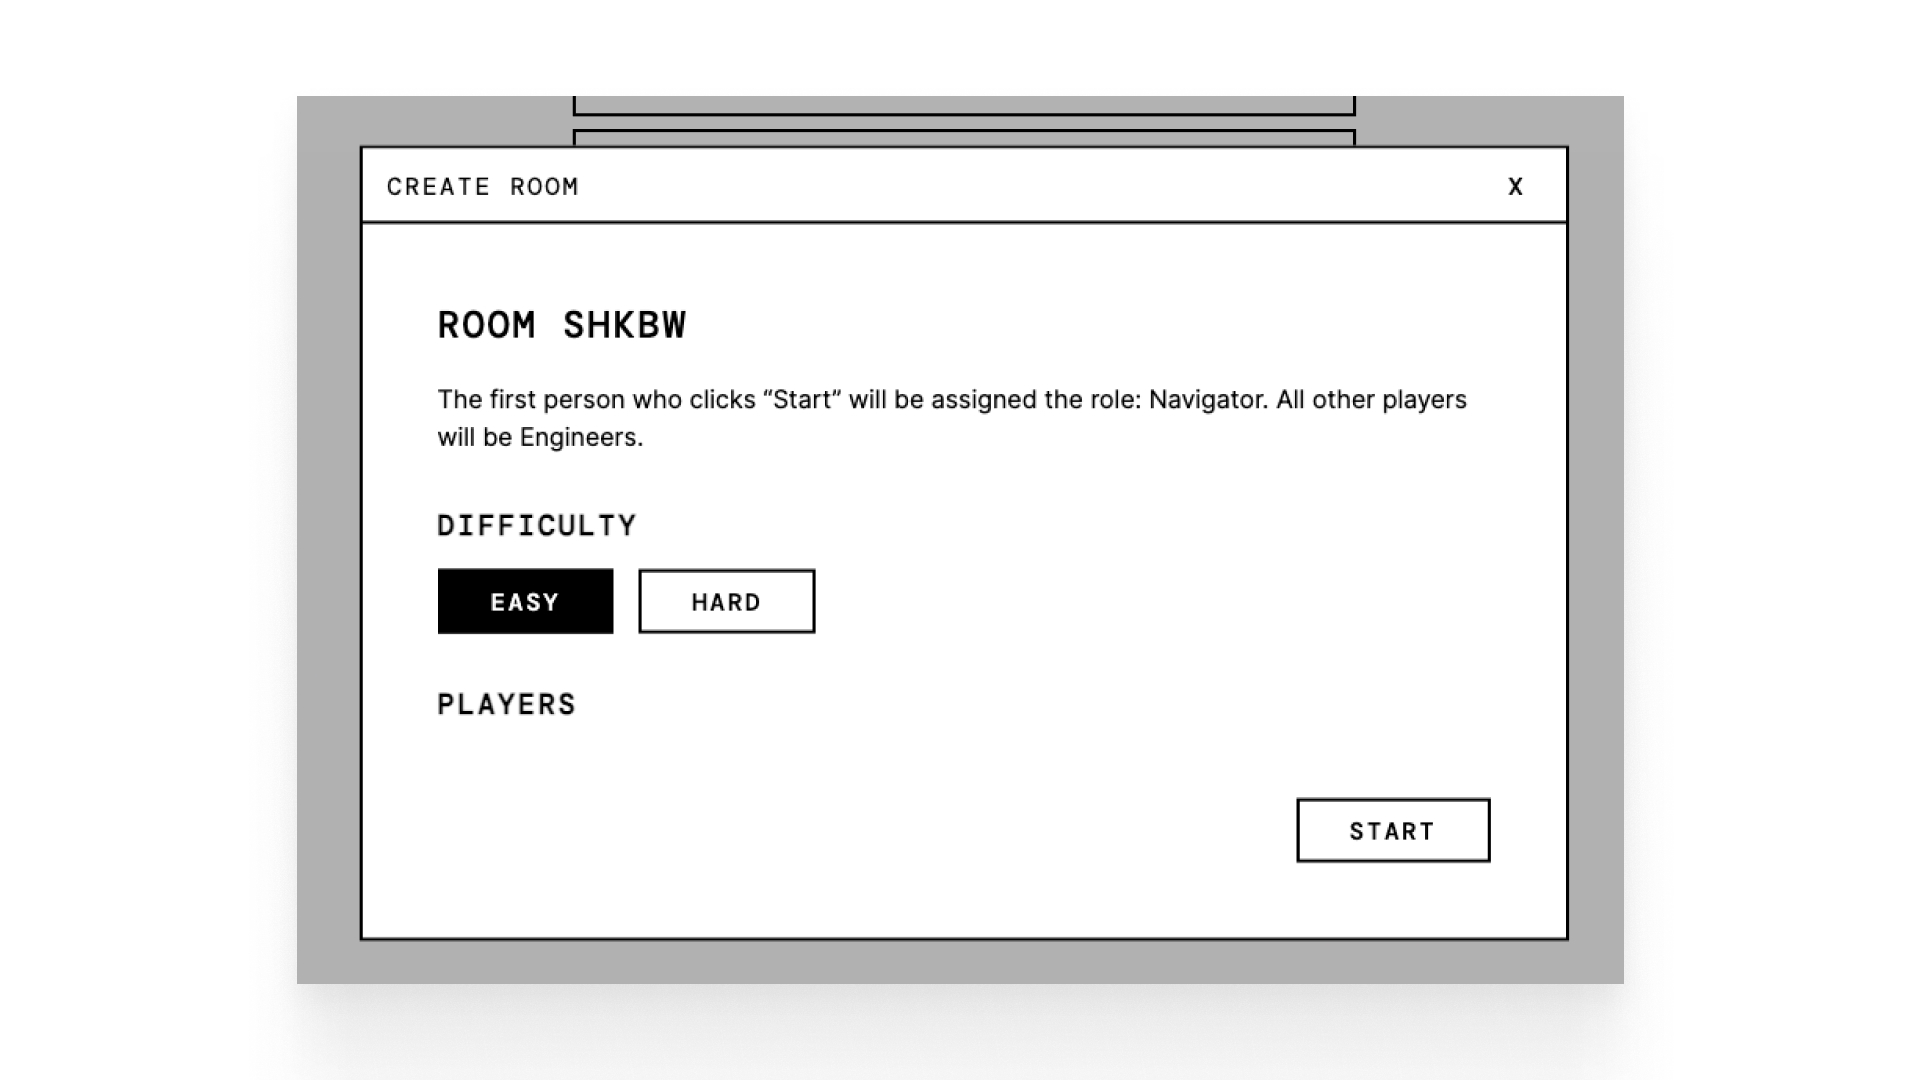 CREATE ROOM
X
ROOM SHKBW
The first person who clicks “Start” will be assigned the role: Navigator. All other players
will be Engineers.
DIFFICULTY
EASY
HARD
PLAYERS
START